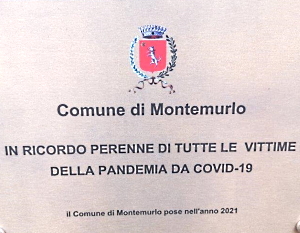 Comune di Montemurlo
IN RICORDO PERENNE DI TUTTE LE VITTIME
DELLA PANDEMIA DA COVID-19
il Comune di Montemurlo pose nell'anno 2021